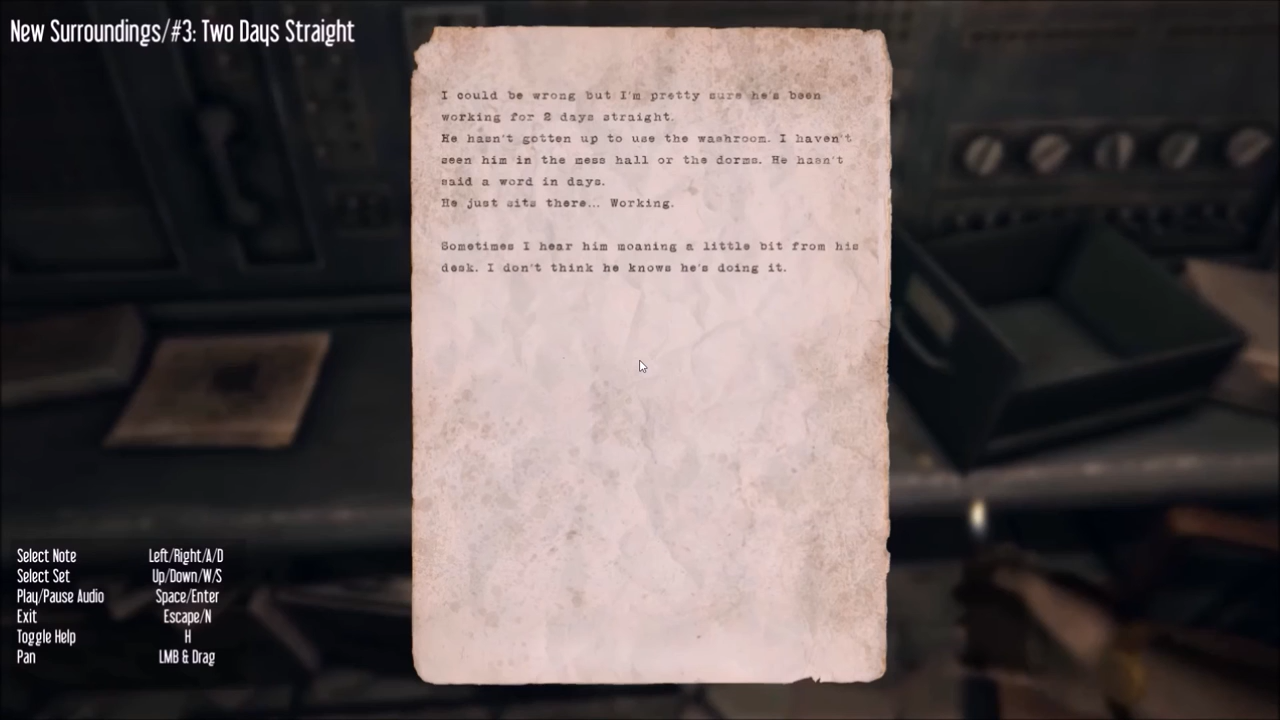 New Surroundings/#3: Two Days Straight
I could be wrong but I'm pretty sure he's been
working for 2 days straight.
He hasn't gotten up to use the washroom. I haven't
seen him in the mess hall or the dorms. He hasn't
said a word in days.
He just sits there... Working.
Sometimes I hear him moaning a little bit from his
desk. I don't think he knows he's doing it.
Select Note Left/Right/A/D
Select Set Up/Down/W/S
Play/Pause Audio Space/Enter
Exit Escape/N
Toggle Help H
Pan LMB & Drag